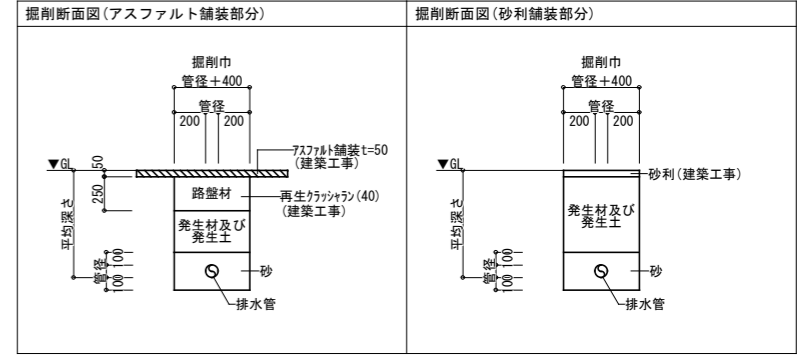 掘削断面図(アスファルト舗装部分)
掘削巾
管径＋400
管径
200
200
ｱｽﾌｧﾙﾄ舗装t=50
(建築工事)
▼GL
50
250
路盤材
再生ｸﾗｯｼｬﾗﾝ(40)
(建築工事)
平均深さ
発生材及び
発生土
100
管径
100
砂
排水管
掘削断面図(砂利舗装部分)
掘削巾
管径＋400
管径
200
200
▼GL
砂利(建築工事)
平均深さ
発生材及び
発生土
100
管径
100
砂
排水管